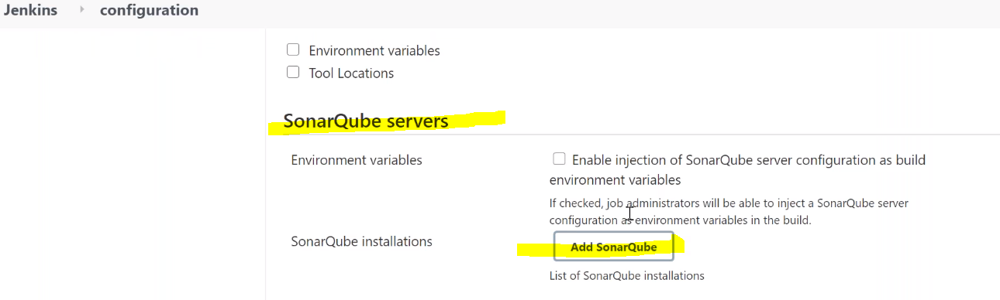 Jenkins configuration
Environment variables
Tool Locations
SonarQube servers
Environment variables
Enable injection of SonarQube server configuration as build
environment variables
If checked, job administrators will be able to inject a SonarQube server
configuration as environment variables in the build.
SonarQube installations
Add SonarQube
List of SonarQube installations